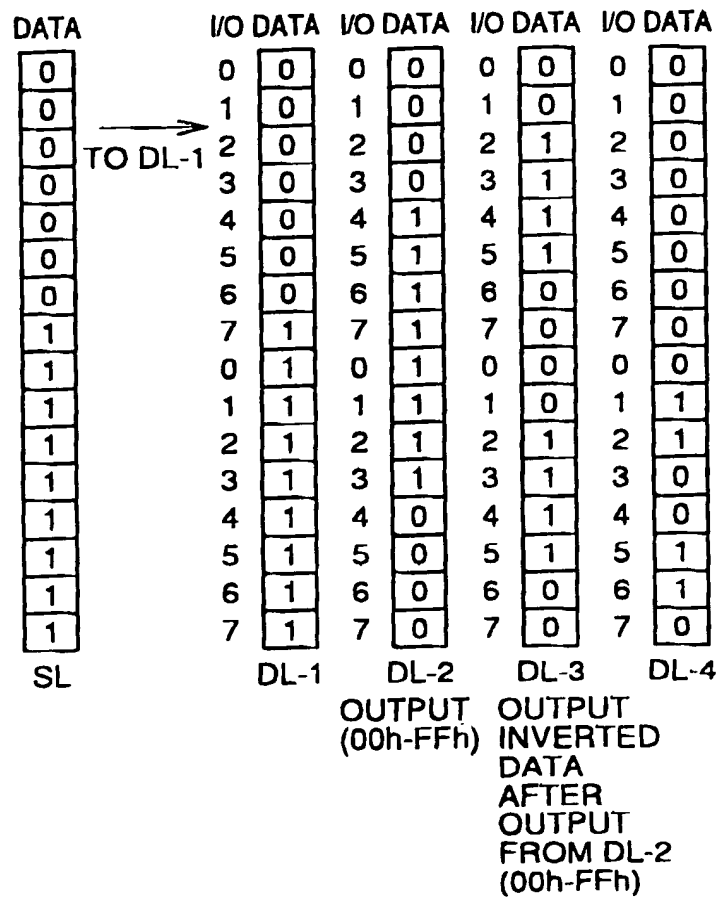 DATA I/O DATA I/O DATA I/O DATA I/O DATA
0 0 0 0 0 0 0 0 0
0 1 0 1 0 1 0 1 0
0 2 0 2 0 2 1 2 0
TO DL-1
0 3 0 3 0 3 1 3 0
0 4 0 4 1 4 1 4 0
0 5 0 5 1 5 1 5 0
0 6 0 6 1 6 0 6 0
1 7 1 7 1 7 0 7 0
1 0 1 0 1 0 0 0 0
1 1 1 1 1 1 0 1 1
1 2 1 2 1 2 1 2 1
1 3 1 3 1 3 1 3 0
1 4 1 4 0 4 1 4 0
1 5 1 5 0 5 1 5 1
1 6 1 6 0 6 0 6 1
1 7 1 7 0 7 0 7 0
SL DL-1 DL-2 DL-3 DL-4
OUTPUT
(00h-FFh)
OUTPUT
INVERTED
DATA
AFTER
OUTPUT
FROM DL-2
(00h-FFh)